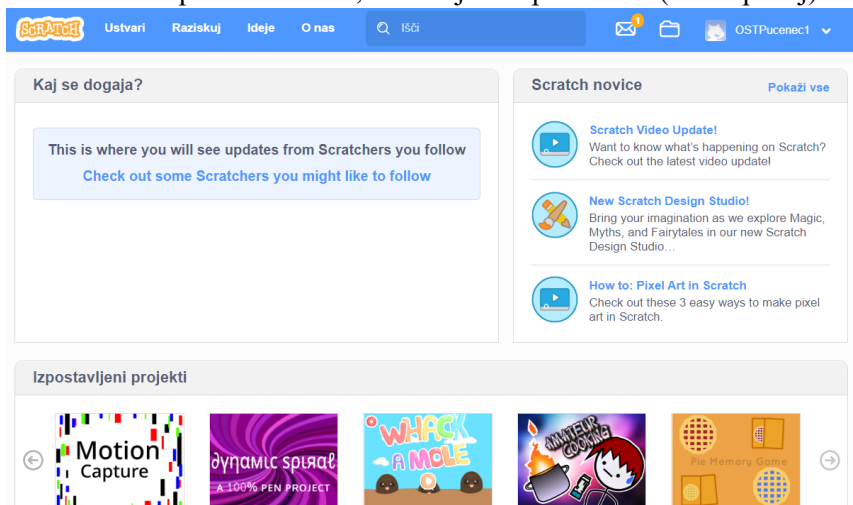 SCRATCH Ustvari Raziskuj Ideje O nas Išči 1 OSTPucenec1
Kaj se dogaja?
This is where you will see updates from Scratchers you follow
Check out some Scratchers you might like to follow
Scratch novice Pokaži vse
Scratch Video Update!
Want to know what's happening on Scratch?
Check out the latest video update!
New Scratch Design Studio!
Bring your imagination as we explore Magic,
Myths, and Fairytales in our new Scratch
Design Studio…
How to: Pixel Art in Scratch
Check out these 3 easy ways to make pixel
art in Scratch.
Izpostavljeni projekti
Motion
Capture
dynamic spiral
A 100% PEN PROJECT
WHACK
A MOLE
AMATEUR
COOKING
Pie Memory Game